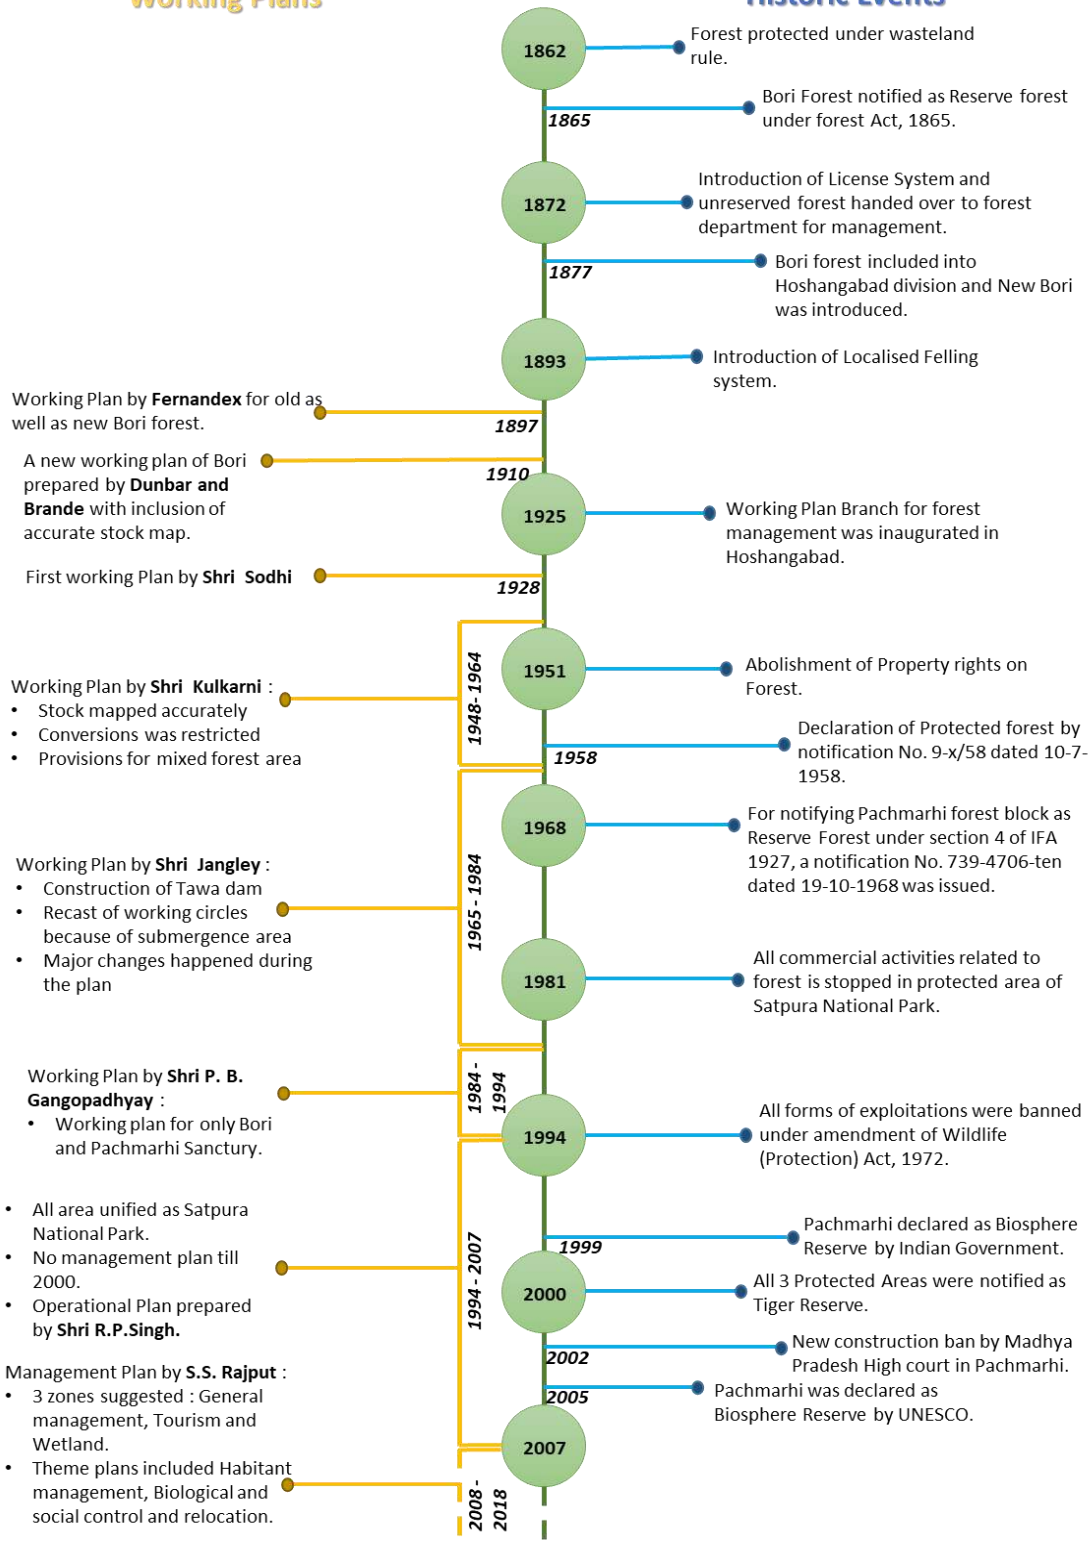 Working Plans
Historic Events
1862
Forest protected under wasteland
rule.
1865
Bori Forest notified as Reserve forest
under forest Act, 1865.
1872
Introduction of License System and
unreserved forest handed over to forest
department for management.
1877
Bori forest included into
Hoshangabad division and New Bori
was introduced.
1893
Introduction of Localised Felling
system.
Working Plan by Fernandex for old as
well as new Bori forest.
1897
A new working plan of Bori
prepared by Dunbar and
Brande with inclusion of
accurate stock map.
1910
1925
Working Plan Branch for forest
management was inaugurated in
Hoshangabad.
First working Plan by Shri Sodhi
1928
1951
Abolishment of Property rights on
Forest.
Working Plan by Shri Kulkarni :
• Stock mapped accurately
• Conversions was restricted
• Provisions for mixed forest area
1948-1964
1958
Declaration of Protected forest by
notification No. 9-x/58 dated 10-7-
1958.
1968
For notifying Pachmarhi forest block as
Reserve Forest under section 4 of IFA
1927, a notification No. 739-4706-ten
dated 19-10-1968 was issued.
Working Plan by Shri Jangley :
• Construction of Tawa dam
• Recast of working circles
because of submergence area
• Major changes happened during
the plan
1965 - 1984
1981
All commercial activities related to
forest is stopped in protected area of
Satpura National Park.
Working Plan by Shri P. B.
Gangopadhyay :
• Working plan for only Bori
and Pachmarhi Sanctury.
1984 -
1994
1994
All forms of exploitations were banned
under amendment of Wildlife
(Protection) Act, 1972.
• All area unified as Satpura
National Park.
• No management plan till
2000.
• Operational Plan prepared
by Shri R.P.Singh.
1994 - 2007
1999
Pachmarhi declared as Biosphere
Reserve by Indian Government.
2000
All 3 Protected Areas were notified as
Tiger Reserve.
2002
New construction ban by Madhya
Pradesh High court in Pachmarhi.
2005
Pachmarhi was declared as
Biosphere Reserve by UNESCO.
2007
Management Plan by S.S. Rajput :
• 3 zones suggested : General
management, Tourism and
Wetland.
• Theme plans included Habitant
management, Biological and
social control and relocation.
2008 -
2018